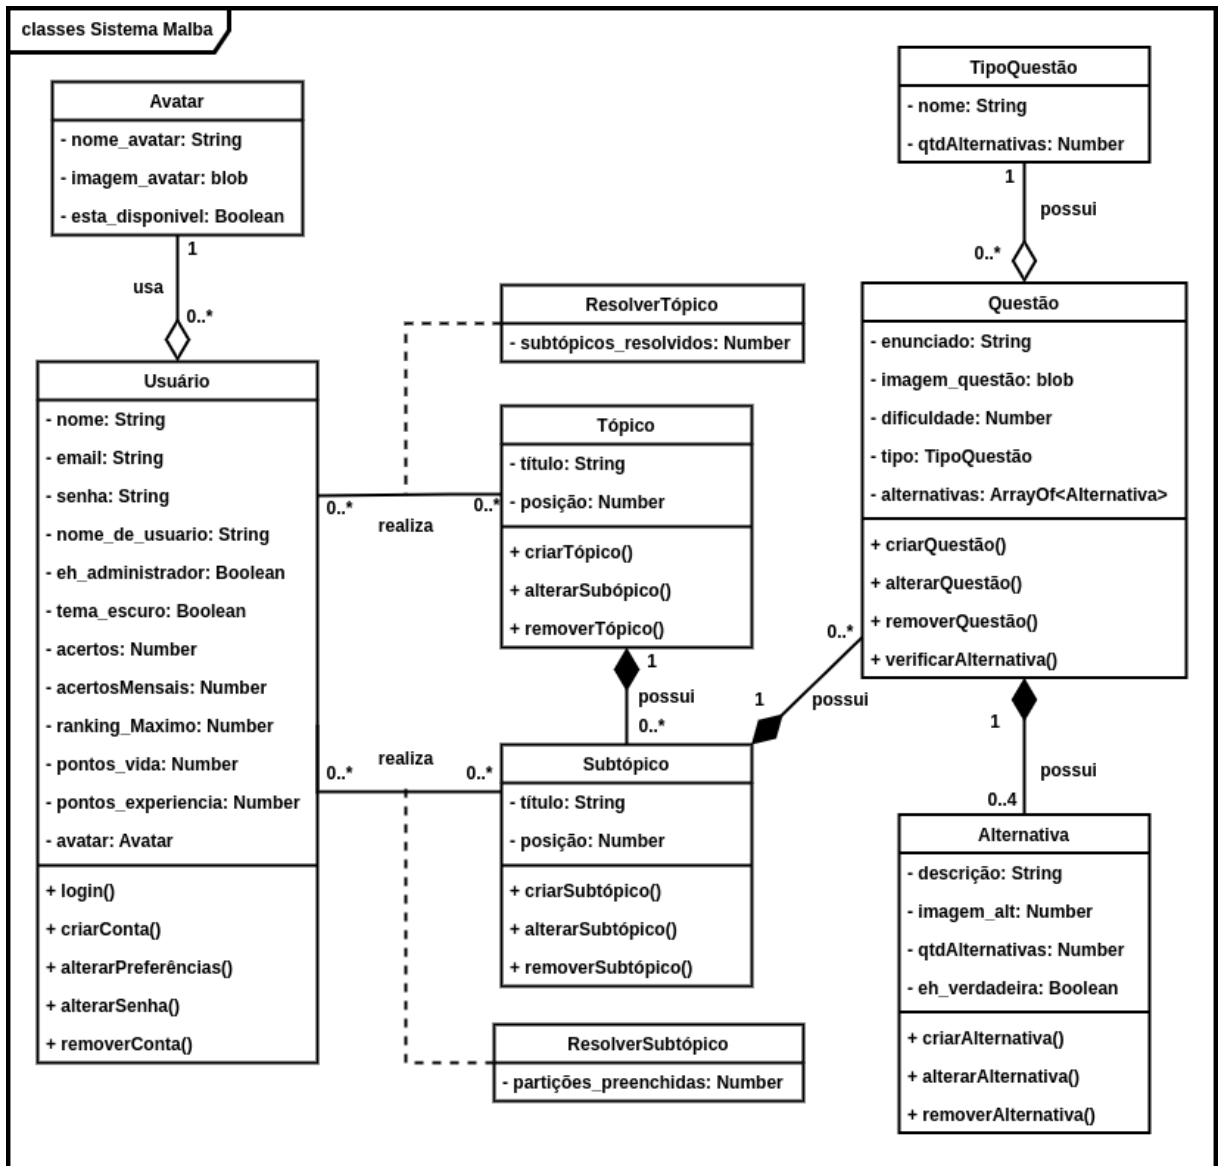 classes Sistema Malba
Avatar
- nome_avatar: String
- imagem_avatar: blob
- esta_disponivel: Boolean
1
usa
0..*
Usuário
- nome: String
- email: String
- senha: String
- nome_de_usuario: String
- eh_administrador: Boolean
- tema_escuro: Boolean
- acertos: Number
- acertosMensais: Number
- ranking_Maximo: Number
- pontos_vida: Number
- pontos_experiencia: Number
- avatar: Avatar
+ login()
+ criarConta()
+ alterarPreferências()
+ alterarSenha()
+ removerConta()
ResolverTópico
- subtópicos_resolvidos: Number
0..*
realiza
0..*
Tópico
- título: String
- posição: Number
+ criarTópico()
+ alterarSubópico()
+ removerTópico()
1
possui
0..*
0..*
realiza
0..*
Subtópico
- título: String
- posição: Number
+ criarSubtópico()
+ alterarSubtópico()
+ removerSubtópico()
ResolverSubtópico
- partições_preenchidas: Number
TipoQuestão
- nome: String
- qtdAlternativas: Number
1
possui
0..*
Questão
- enunciado: String
- imagem_questão: blob
- dificuldade: Number
- tipo: TipoQuestão
- alternativas: ArrayOf<Alternativa>
+ criarQuestão()
+ alterarQuestão()
+ removerQuestão()
+ verificarAlternativa()
0..*
possui
1
1
possui
0..4
Alternativa
- descrição: String
- imagem_alt: Number
- qtdAlternativas: Number
- eh_verdadeira: Boolean
+ criarAlternativa()
+ alterarAlternativa()
+ removerAlternativa()